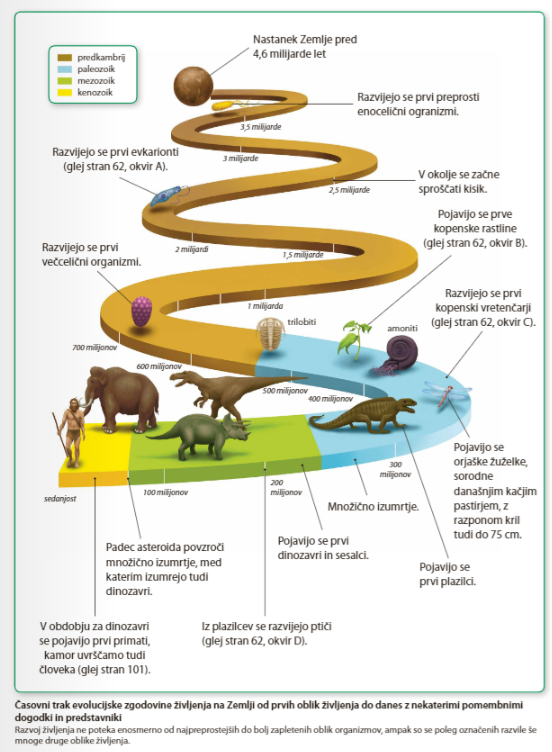 Nastanek Zemlje pred
4,6 milijarde let
predkambrij
paleozoik
mezozoik
kenozoik
Razvijejo se prvi preprosti
enocelični ogranizmi.
3,5 milijarde
3 milijarde
Razvijejo se prvi evkarionti
(glej stran 62, okvir A).
V okolje se začne
sproščati kisik.
2,5 milijarde
Pojavijo se prve
kopenske rastline
(glej stran 62, okvir B).
2 milijardi
1,5 milijarde
Razvijejo se prvi
večcelični organizmi.
Razvijejo se prvi
kopenski vretenčarji
(glej stran 62, okvir C).
1 milijarda
trilobiti
amoniti
700 milijonov
600 milijonov
500 milijonov
400 milijonov
Pojavijo se
orjaške žuželke,
sorodne
današnjim kačjim
pastirjem, z
razponom kril
tudi do 75 cm.
300
milijonov
200
milijonov
100 milijonov
sedanjost
Množično izumrtje.
Pojavijo se prvi
dinozavri in sesalci.
Pojavijo se
prvi plazilci.
Padec asteroida povzroči
množično izumrtje, med
katerim izumrejo tudi
dinozavri.
V obdobju za dinozavri
se pojavijo prvi primati,
kamor uvrščamo tudi
človeka (glej stran 101).
Iz plazilcev se razvijejo ptiči
(glej stran 62, okvir D).
Časovni trak evolucijske zgodovine življenja na Zemlji od prvih oblik življenja do danes z nekaterimi pomembnimi
dogodki in predstavniki
Razvoj življenja ne poteka enosmerno od najpreprostejših do bolj zapletenih oblik organizmov, ampak so se poleg označenih razvile še
mnoge druge oblike življenja.